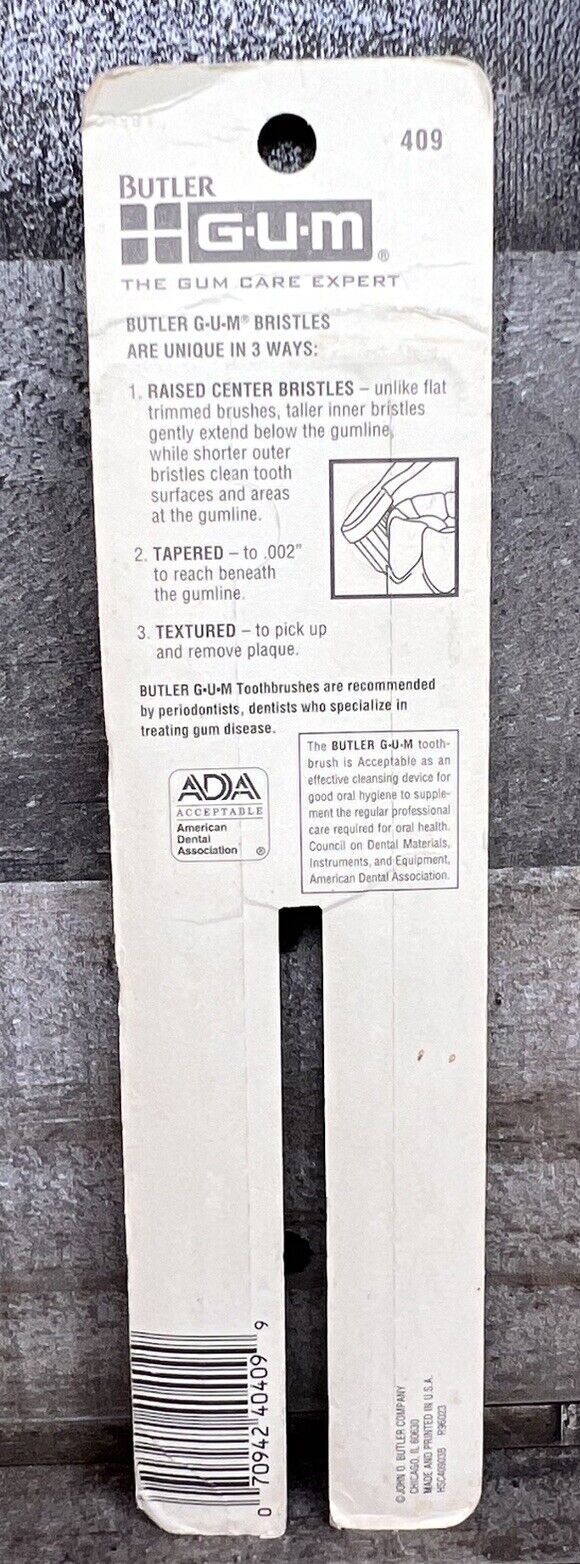 409
BUTLER
G·U·M®
THE GUM CARE EXPERT
BUTLER G•U•M® BRISTLES
ARE UNIQUE IN 3 WAYS:
1. RAISED CENTER BRISTLES – unlike flat
trimmed brushes, taller inner bristles
gently extend below the gumline,
while shorter outer
bristles clean tooth
surfaces and areas
at the gumline.
2. TAPERED – to .002"
to reach beneath
the gumline.
3. TEXTURED – to pick up
and remove plaque.
BUTLER G•U•M Toothbrushes are recommended
by periodontists, dentists who specialize in
treating gum disease.
ADA
ACCEPTABLE
American
Dental
Association ®
The BUTLER G•U•M tooth-
brush is Acceptable as an
effective cleansing device for
good oral hygiene to supple-
ment the regular professional
care required for oral health.
Council on Dental Materials,
Instruments, and Equipment,
American Dental Association.
0 70942 40409 9
© JOHN O. BUTLER COMPANY
CHICAGO, IL 60630
MADE AND PRINTED IN U.S.A.
HSC40903B R96023